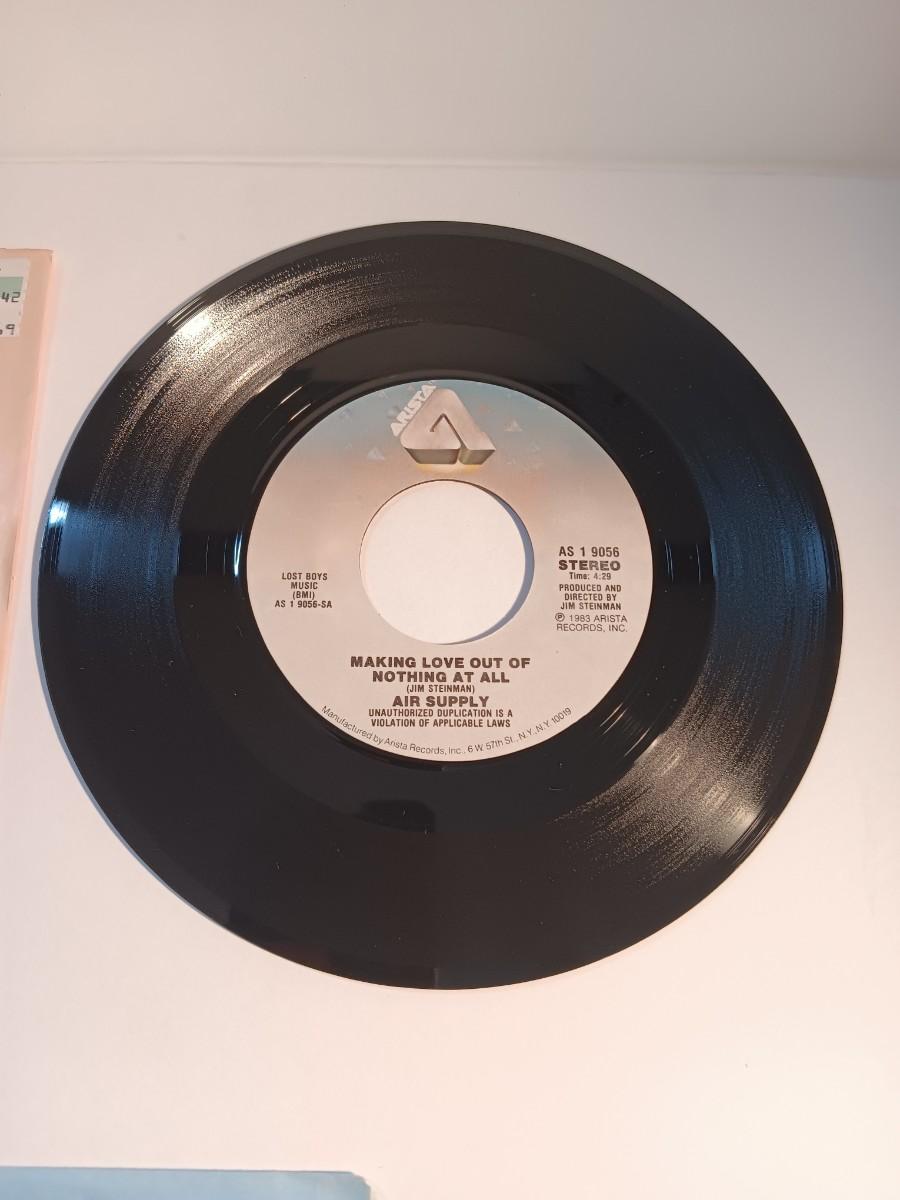 42
69
ARISTA
LOST BOYS
MUSIC
(BMI)
AS 1 9056-SA
AS 1 9056
STEREO
Time: 4:29
PRODUCED AND
DIRECTED BY
JIM STEINMAN
℗ 1983 ARISTA
RECORDS, INC.
MAKING LOVE OUT OF
NOTHING AT ALL
(JIM STEINMAN)
AIR SUPPLY
UNAUTHORIZED DUPLICATION IS A
VIOLATION OF APPLICABLE LAWS
Manufactured by Arista Records, Inc., 6 W. 57th St., N.Y., N.Y. 10019